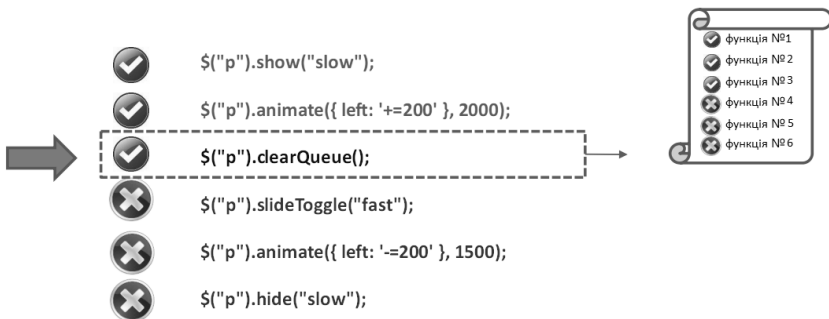 $("p").show("slow");
$("p").animate({ left: '+=200' }, 2000);
$("p").clearQueue();
$("p").slideToggle("fast");
$("p").animate({ left: '-=200' }, 1500);
$("p").hide("slow");
функція №1
функція №2
функція №3
функція №4
функція №5
функція №6